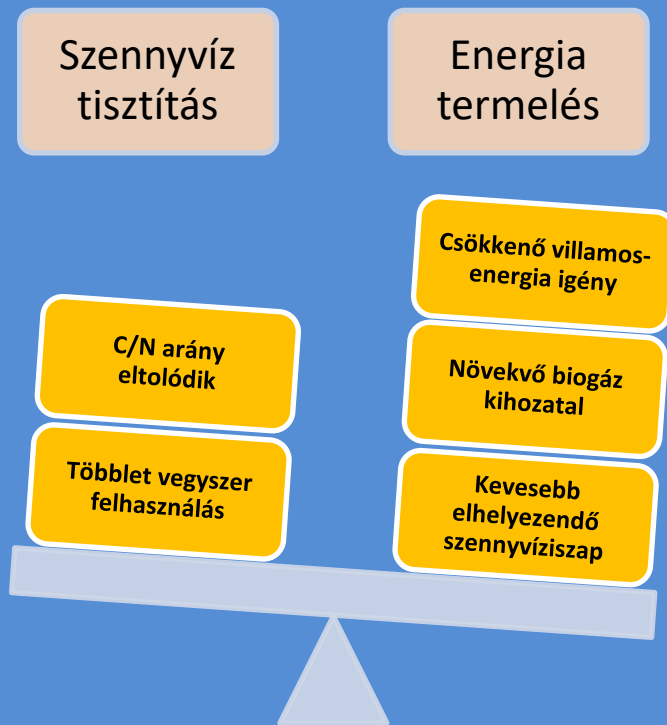 Szennyvíz
tisztítás
Energia
termelés
C/N arány
eltolódik
Többlet vegyszer
felhasználás
Csökkenő villamos-
energia igény
Növekvő biogáz
kihozatal
Kevesebb
elhelyezendő
szennyvíziszap